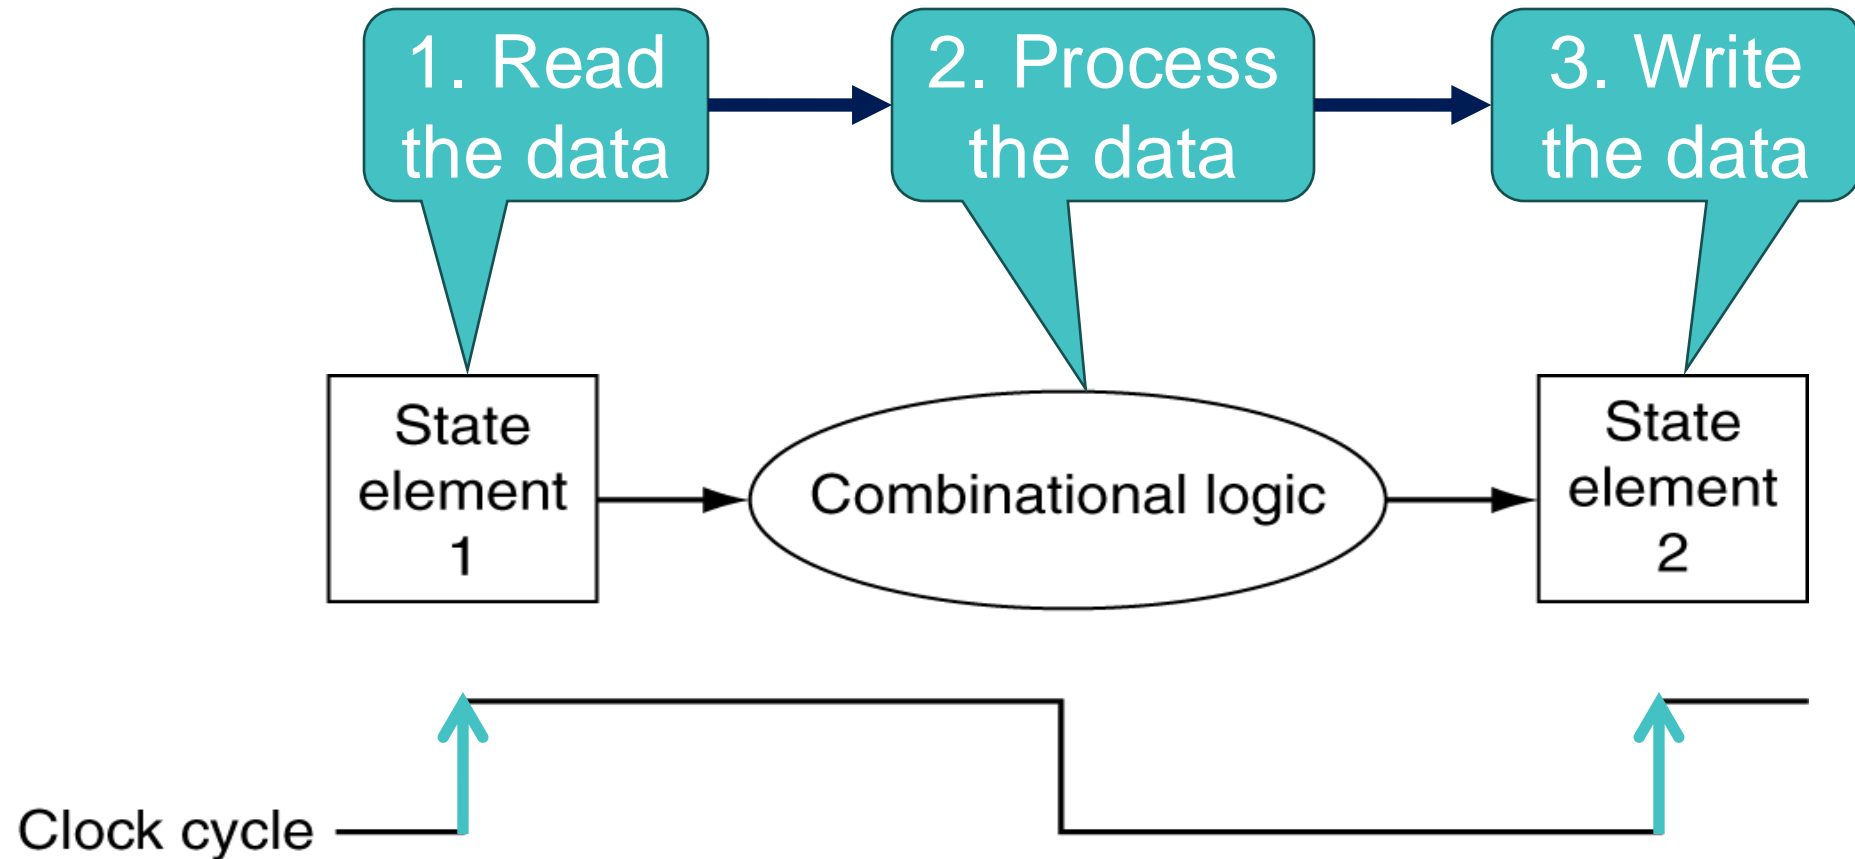 1. Read
the data
2. Process
the data
3. Write
the data
State
element
1
Combinational logic
State
element
2
Clock cycle